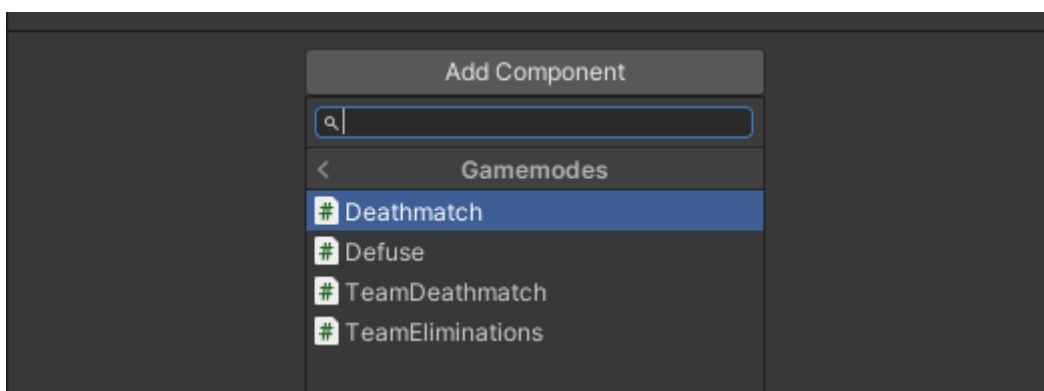 Add Component
Gamemodes
# Deathmatch
# Defuse
# TeamDeathmatch
# TeamEliminations